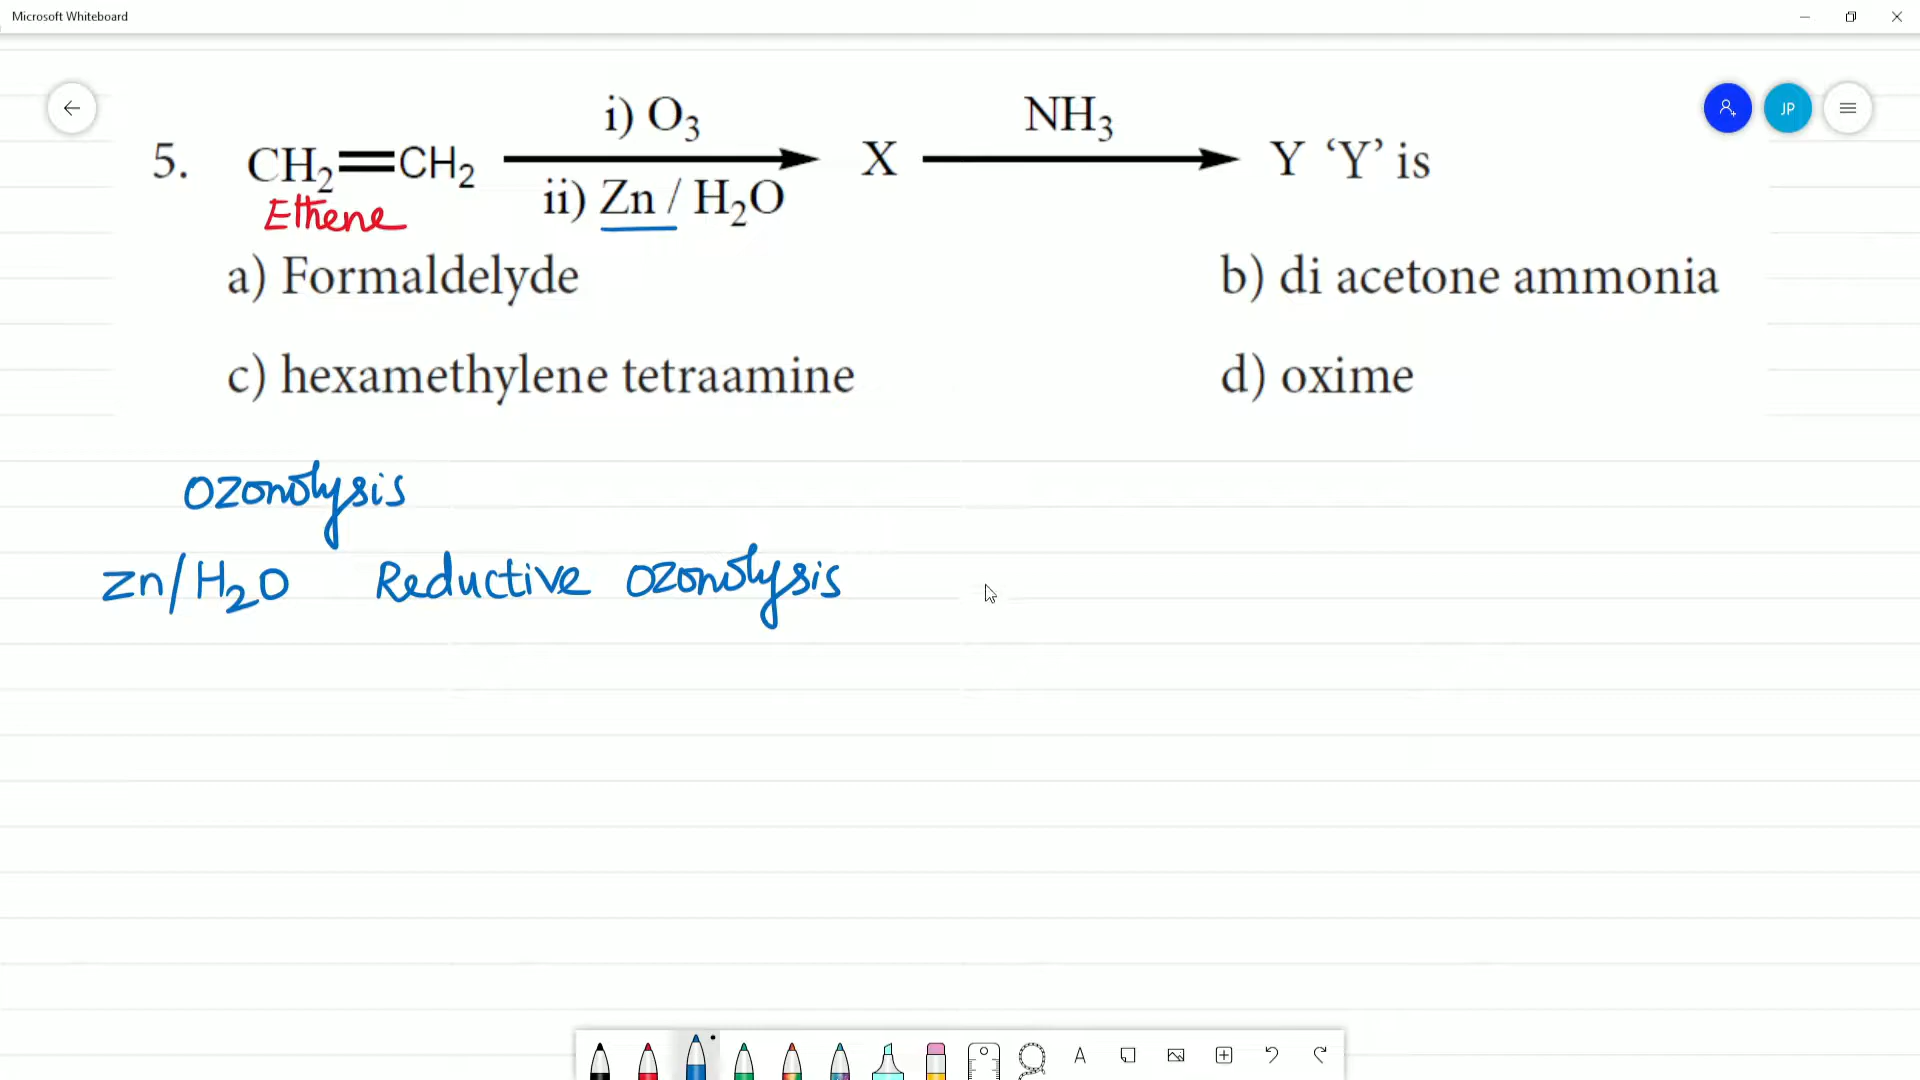 Microsoft Whiteboard
JP
i) O₃
NH₃
5. CH₂=CH₂ X Y ‘Y’ is
ii) Zn / H₂O
Ethene
a) Formaldelyde b) di acetone ammonia
c) hexamethylene tetraamine d) oxime
Ozonolysis
Zn/H₂O Reductive Ozonolysis
A